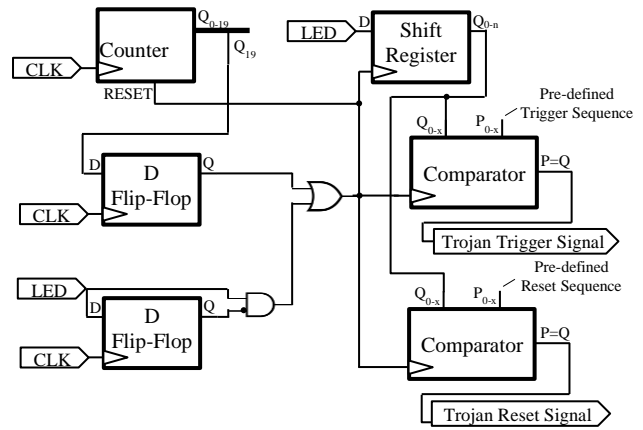 Q0-19
Counter
Q19
CLK
RESET
LED
D
Shift
Register
Q0-n
Pre-defined
Trigger Sequence
Q0-x
P0-x
Comparator
P=Q
Trojan Trigger Signal
D
Q
D
Flip-Flop
CLK
LED
D
Q
D
Flip-Flop
CLK
Pre-defined
Reset Sequence
Q0-x
P0-x
Comparator
P=Q
Trojan Reset Signal